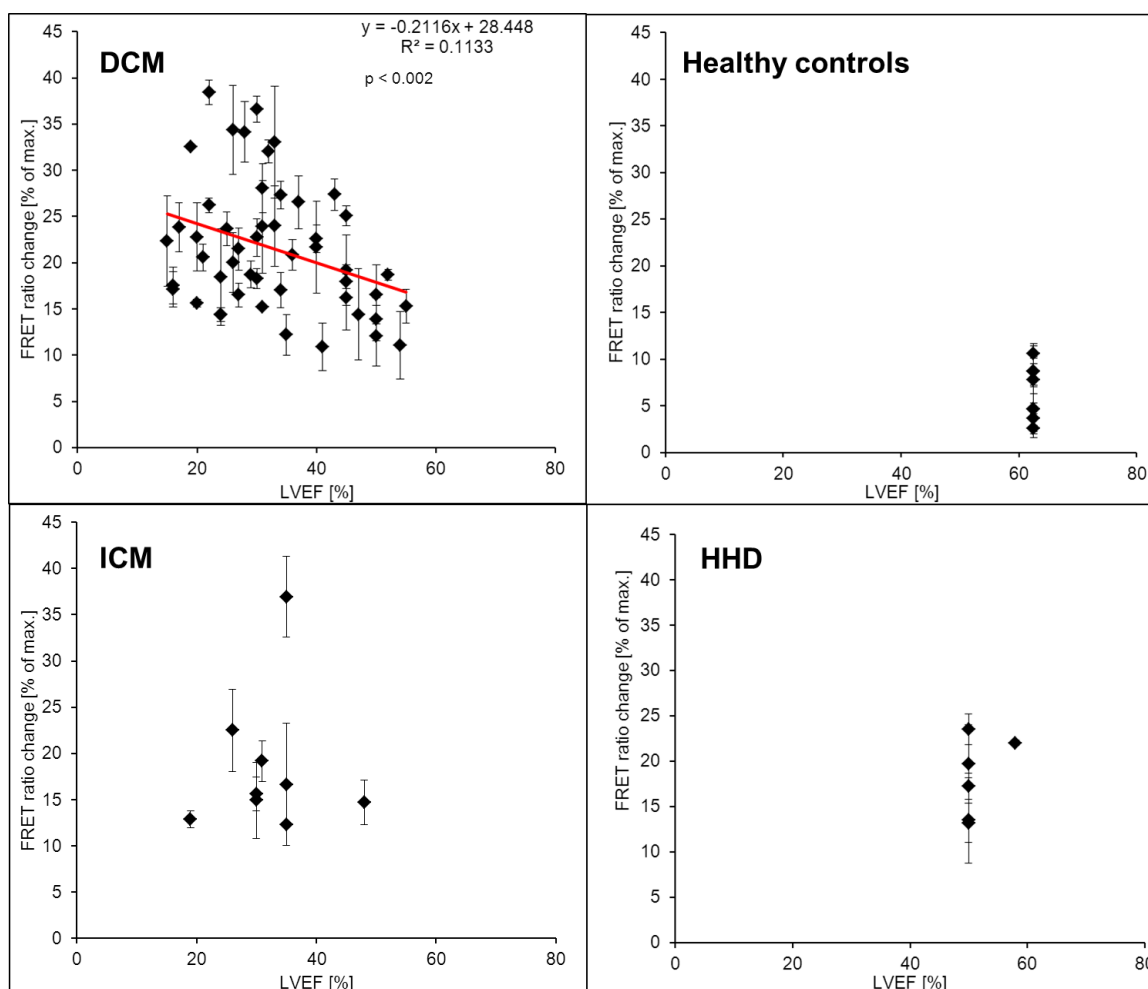 DCM
y = -0.2116x + 28.448
R² = 0.1133
p < 0.002
FRET ratio change [% of max.]
45
40
35
30
25
20
15
10
5
0
0 20 40 60 80
LVEF [%]
Healthy controls
FRET ratio change [% of max.]
45
40
35
30
25
20
15
10
5
0
0 20 40 60 80
LVEF [%]
ICM
FRET ratio change [% of max.]
45
40
35
30
25
20
15
10
5
0
0 20 40 60 80
LVEF [%]
HHD
FRET ratio change [% of max.]
45
40
35
30
25
20
15
10
5
0
0 20 40 60 80
LVEF [%]